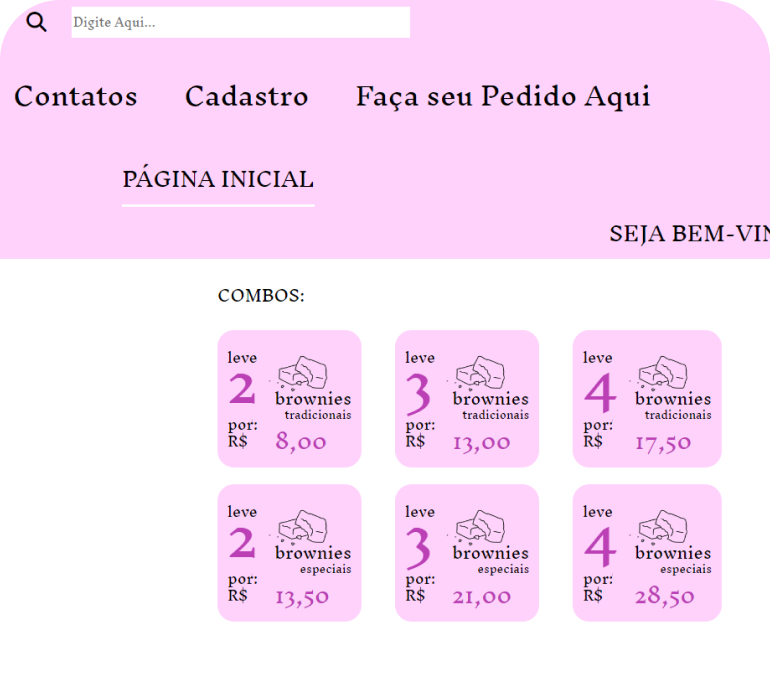 Digite Aqui...
Contatos Cadastro Faça seu Pedido Aqui
PÁGINA INICIAL
SEJA BEM-VIN
COMBOS:
leve
2
brownies
tradicionais
por:
R$ 8,00
leve
3
brownies
tradicionais
por:
R$ 13,00
leve
4
brownies
tradicionais
por:
R$ 17,50
leve
2
brownies
especiais
por:
R$ 13,50
leve
3
brownies
especiais
por:
R$ 21,00
leve
4
brownies
especiais
por:
R$ 28,50